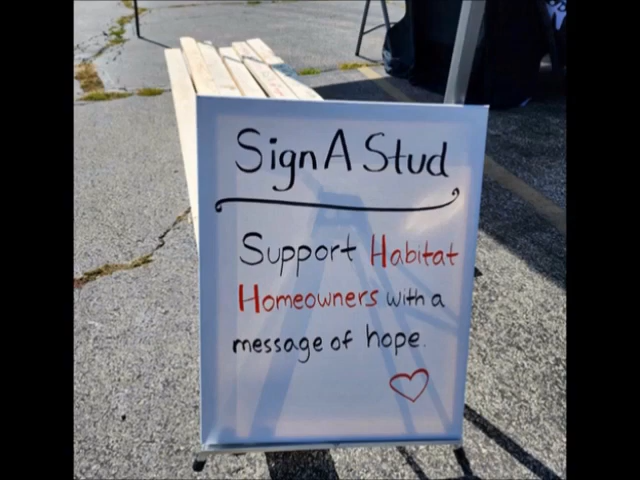 Sign A Stud
Support Habitat
Homeowners with a
message of hope.